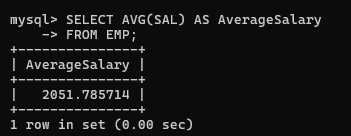 mysql> SELECT AVG(SAL) AS AverageSalary
    -> FROM EMP;
+---------------+
| AverageSalary |
+---------------+
|   2051.785714 |
+---------------+
1 row in set (0.00 sec)